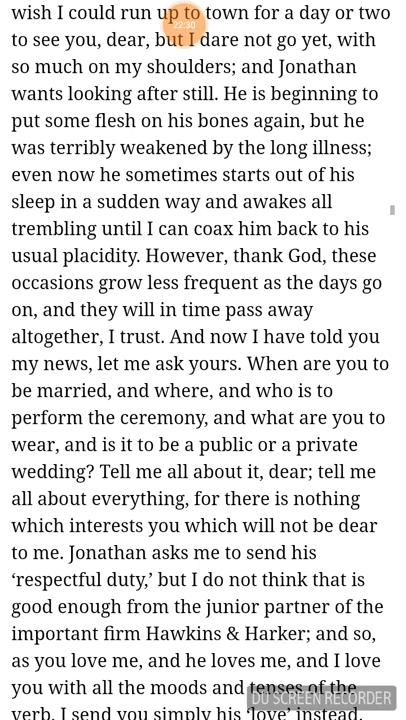 wish I could run up to town for a day or two
22:30
to see you, dear, but I dare not go yet, with
so much on my shoulders; and Jonathan
wants looking after still. He is beginning to
put some flesh on his bones again, but he
was terribly weakened by the long illness;
even now he sometimes starts out of his
sleep in a sudden way and awakes all
trembling until I can coax him back to his
usual placidity. However, thank God, these
occasions grow less frequent as the days go
on, and they will in time pass away
altogether, I trust. And now I have told you
my news, let me ask yours. When are you to
be married, and where, and who is to
perform the ceremony, and what are you to
wear, and is it to be a public or a private
wedding? Tell me all about it, dear; tell me
all about everything, for there is nothing
which interests you which will not be dear
to me. Jonathan asks me to send his
‘respectful duty,’ but I do not think that is
good enough from the junior partner of the
important firm Hawkins & Harker; and so,
as you love me, and he loves me, and I love
you with all the moods and tenses of the
DU SCREEN RECORDER
verb, I send you simply his ‘love’ instead.